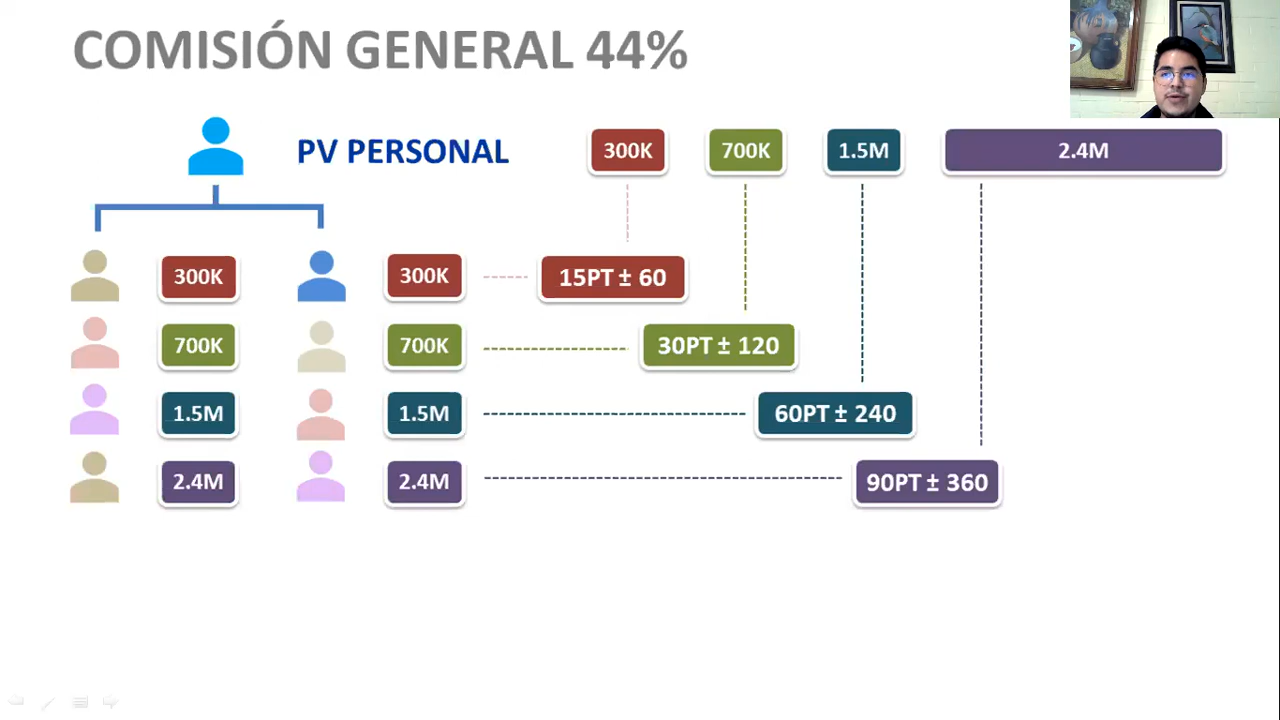 COMISIÓN GENERAL 44%
PV PERSONAL 300K 700K 1.5M 2.4M
300K 300K 15PT ± 60
700K 700K 30PT ± 120
1.5M 1.5M 60PT ± 240
2.4M 2.4M 90PT ± 360